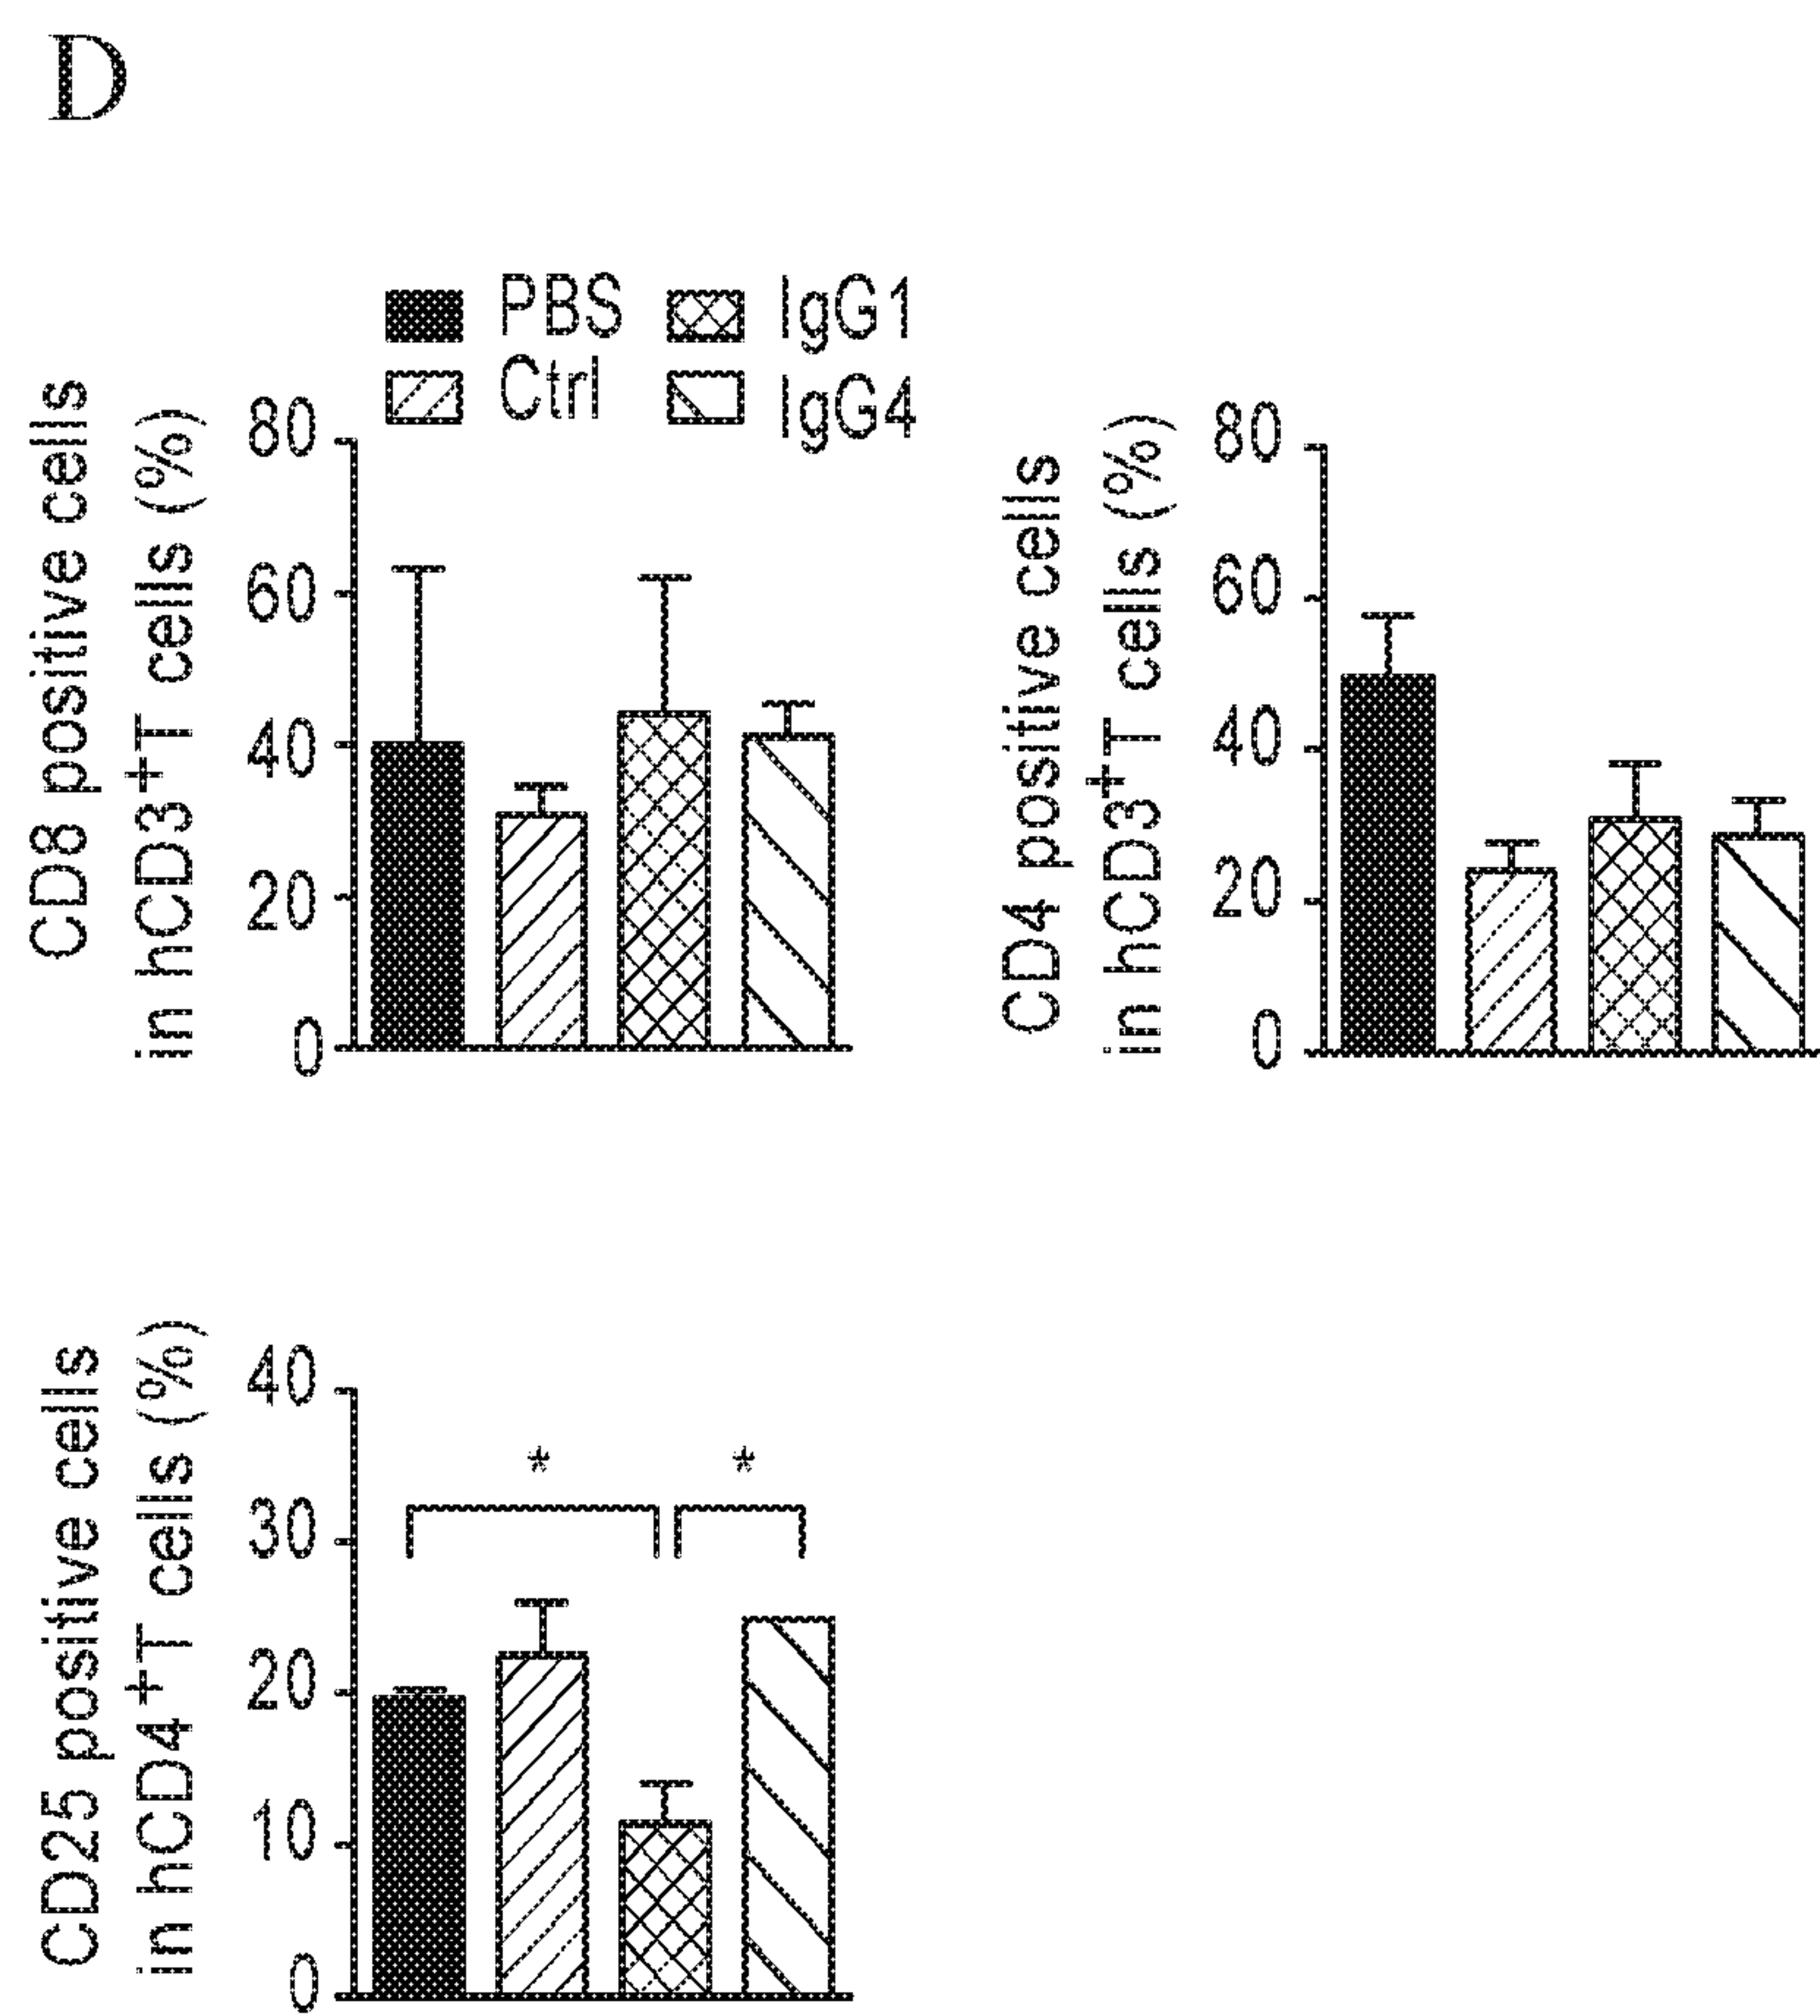 D
PBS
IgG1
Ctrl
IgG4
CD8 positive cells
in hCD3+T cells (%)
80
60
40
20
0
CD4 positive cells
in hCD3+T cells (%)
80
60
40
20
0
CD25 positive cells
in hCD4+T cells (%)
40
30
20
10
0
* *